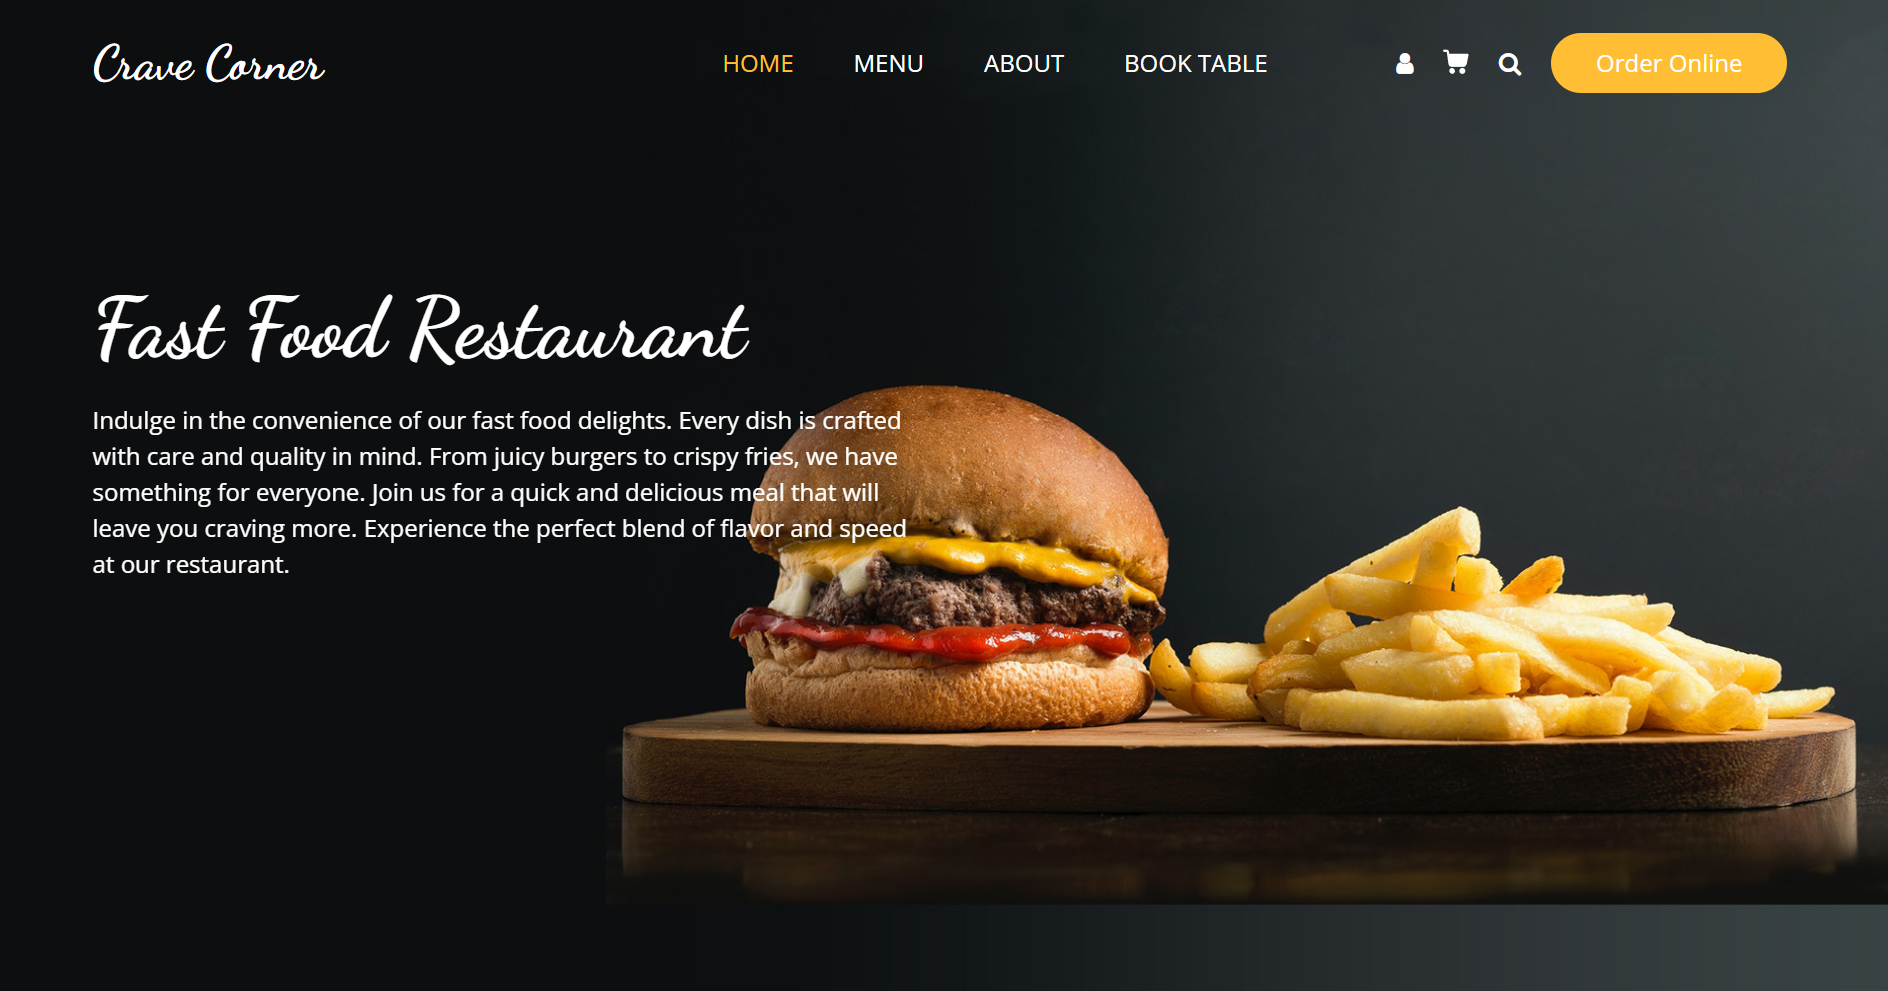 Crave Corner
HOME MENU ABOUT BOOK TABLE Order Online
Fast Food Restaurant
Indulge in the convenience of our fast food delights. Every dish is crafted
with care and quality in mind. From juicy burgers to crispy fries, we have
something for everyone. Join us for a quick and delicious meal that will
leave you craving more. Experience the perfect blend of flavor and speed
at our restaurant.